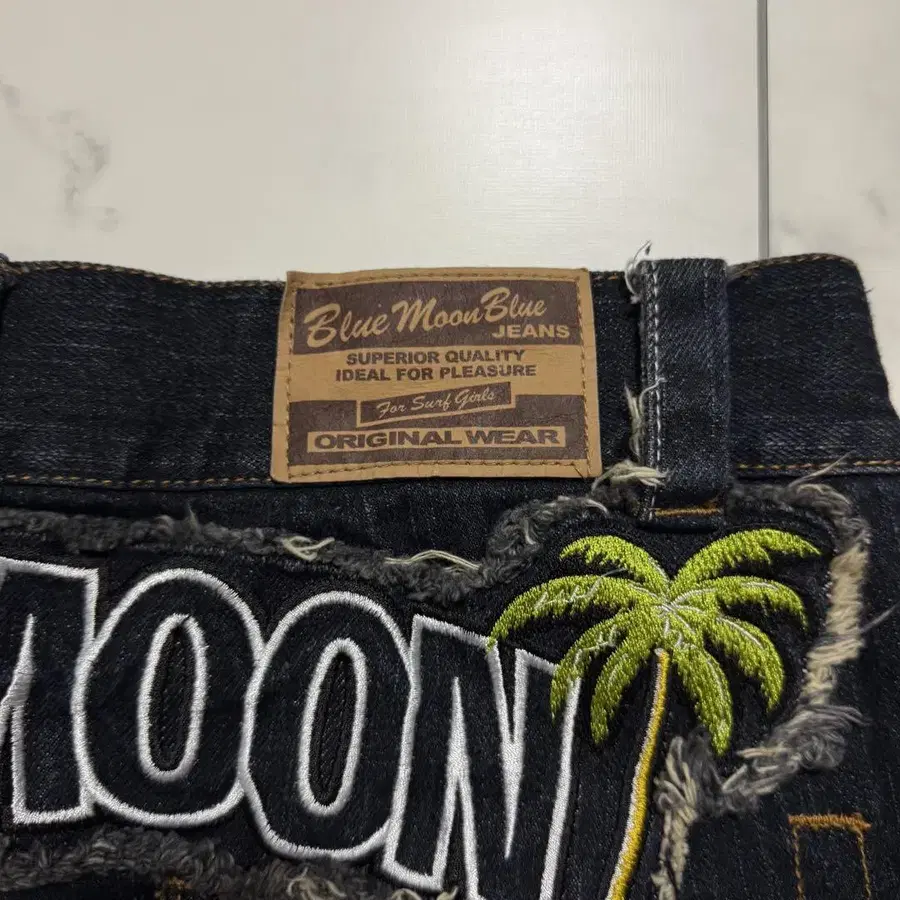 Blue Moon Blue
JEANS
SUPERIOR QUALITY
IDEAL FOR PLEASURE
For Surf Girls
ORIGINAL WEAR
MOON